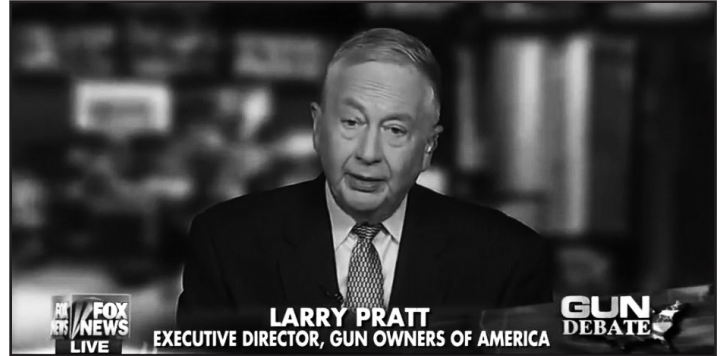 LARRY PRATT
EXECUTIVE DIRECTOR, GUN OWNERS OF AMERICA
FOX
NEWS
LIVE
GUN
DEBATE